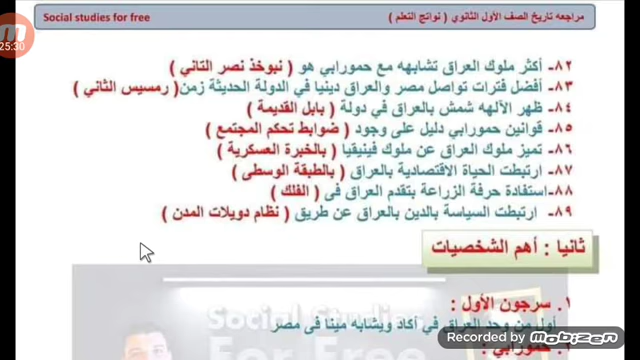 Social studies for free
مراجعه تاريخ الصف الأول الثانوي ( نواتج التعلم )
25:30
٨٢- أكثر ملوك العراق تشابهه مع حمورابي هو ( نبوخذ نصر الثاني )
٨٣- أفضل فترات تواصل مصر والعراق دينيا في الدولة الحديثة زمن( رمسيس الثاني )
٨٤- ظهر الآلهه شمش بالعراق في دولة ( بابل القديمة )
٨٥- قوانين حمورابي دليل على وجود ( ضوابط تحكم المجتمع )
٨٦- تميز ملوك العراق عن ملوك فينيقيا ( بالخبرة العسكرية )
٨٧- ارتبطت الحياة الاقتصادية بالعراق ( بالطبقة الوسطى )
٨٨-استفادة حرفة الزراعة بتقدم العراق فى ( الفلك )
٨٩- ارتبطت السياسة بالدين بالعراق عن طريق ( نظام دويلات المدن )
ثانيا : أهم الشخصيات
١. سرجون الأول :
أول من وحد العراق في أكاد ويشابه مينا فى مصر
٢. حمورابي :
Social Studies
For Free
Recorded by mobizen